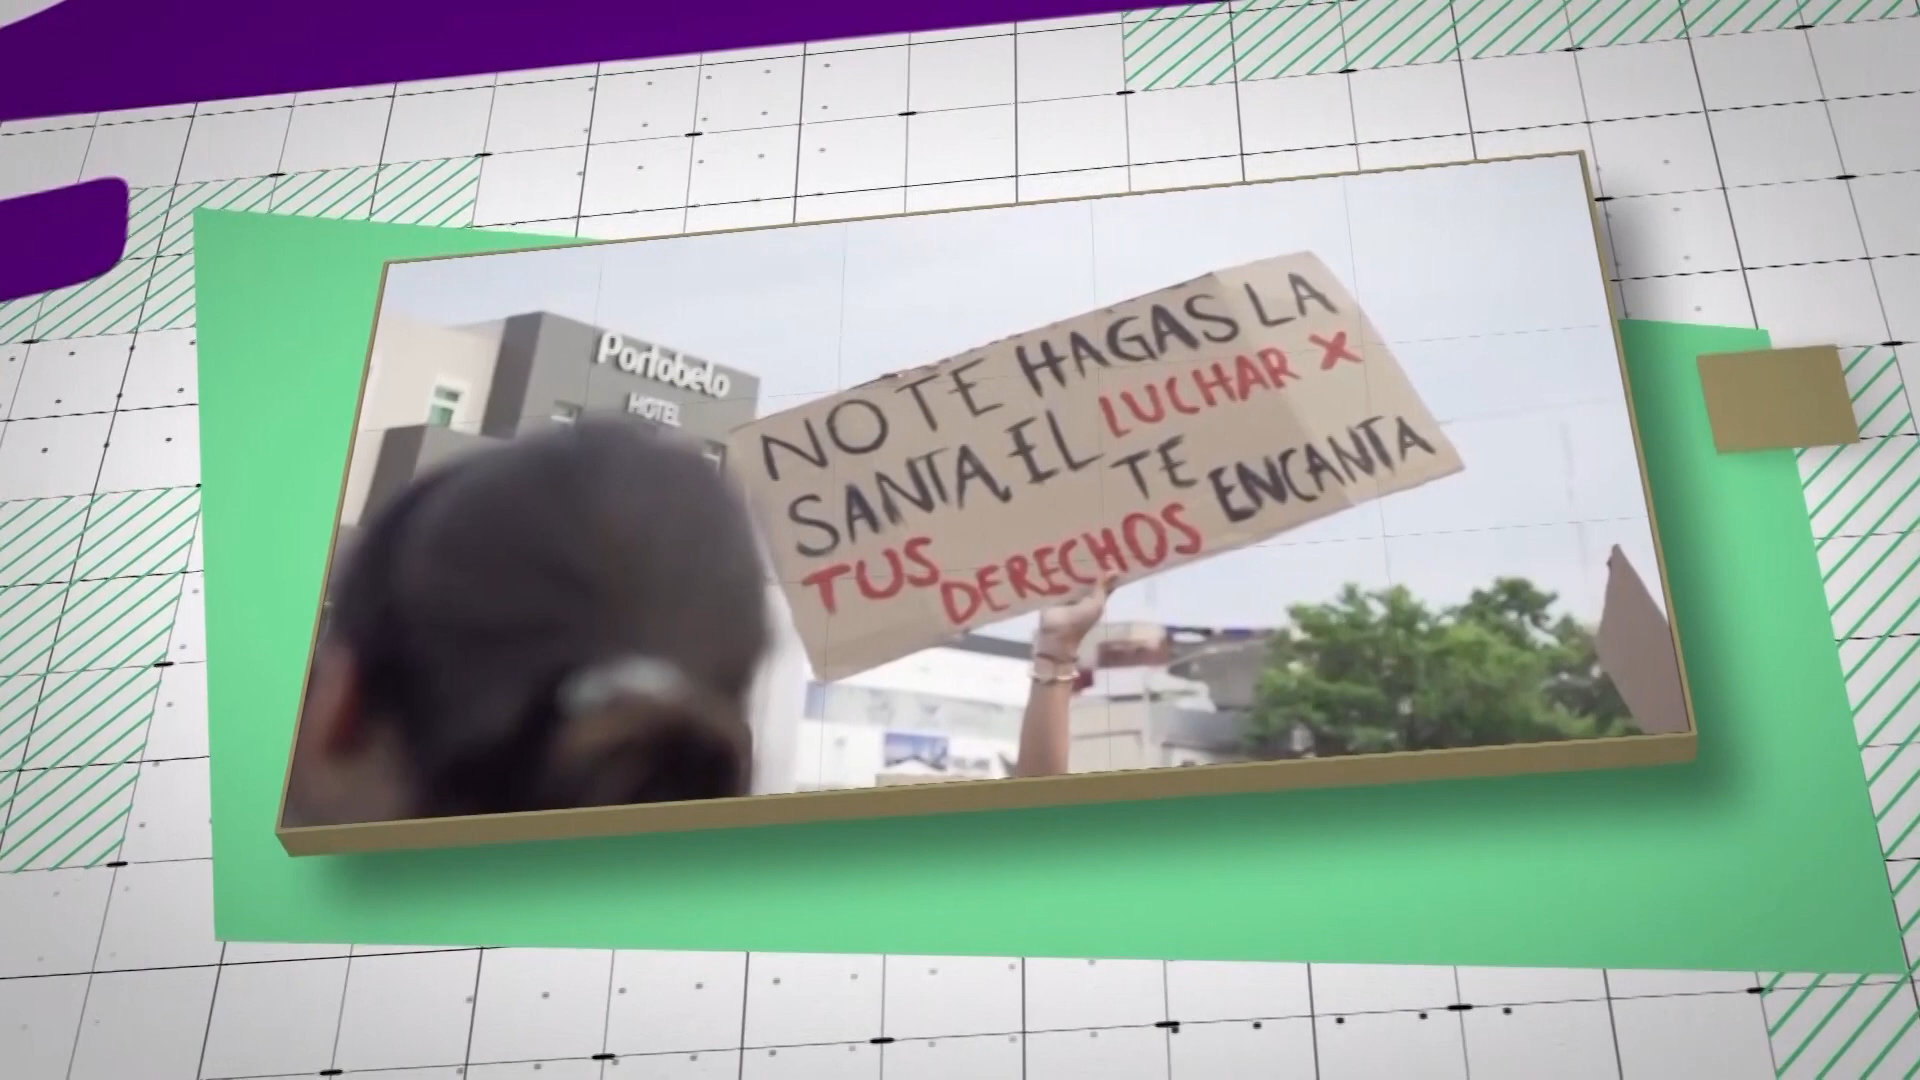 Portobelo
HOTEL
NO TE HAGAS LA
SANTA, EL LUCHAR X
TUS DERECHOS TE ENCANTA